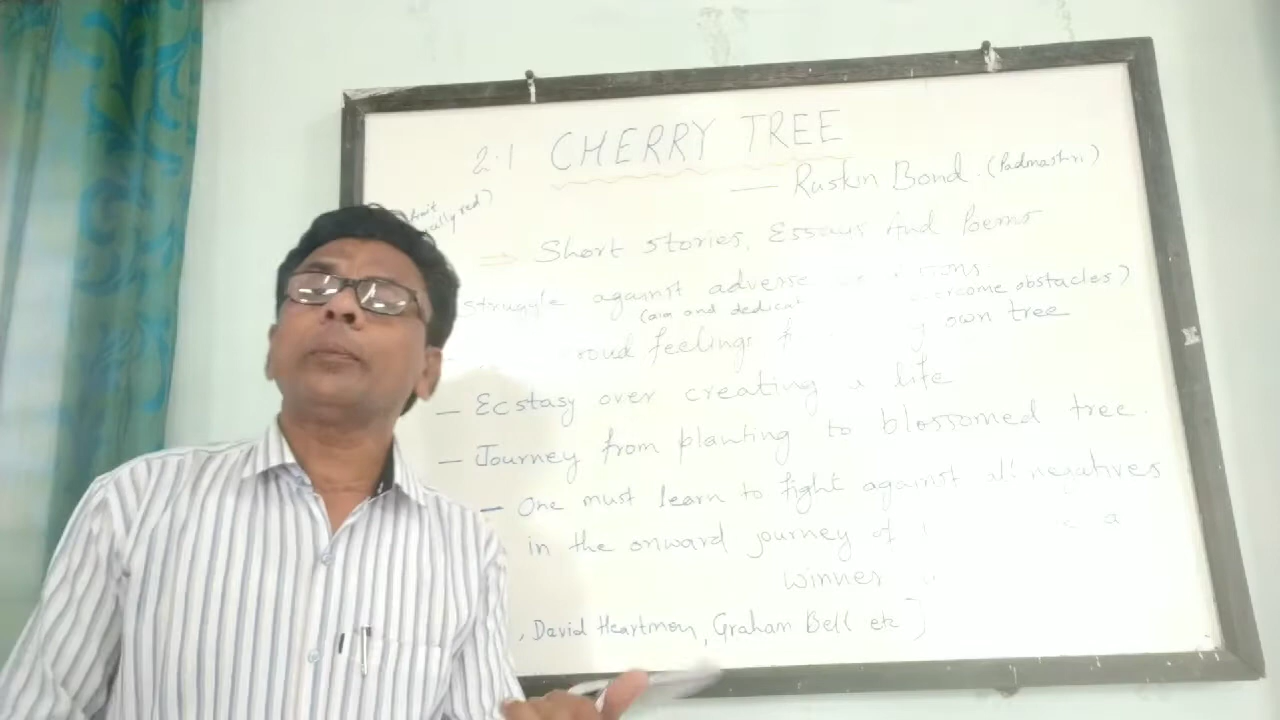 2.1 CHERRY TREE
— Ruskin Bond. (Padmashri)
Short stories, Essays And Poems
struggle against adverse
(aim and dedicat obstacles)
feelings own tree
— Ecstasy over creating a life
— Journey from planting to blossomed tree.
— One must learn to fight against all negatives
in the onward journey of a
winner
, David Heartmon, Graham Bell etc]